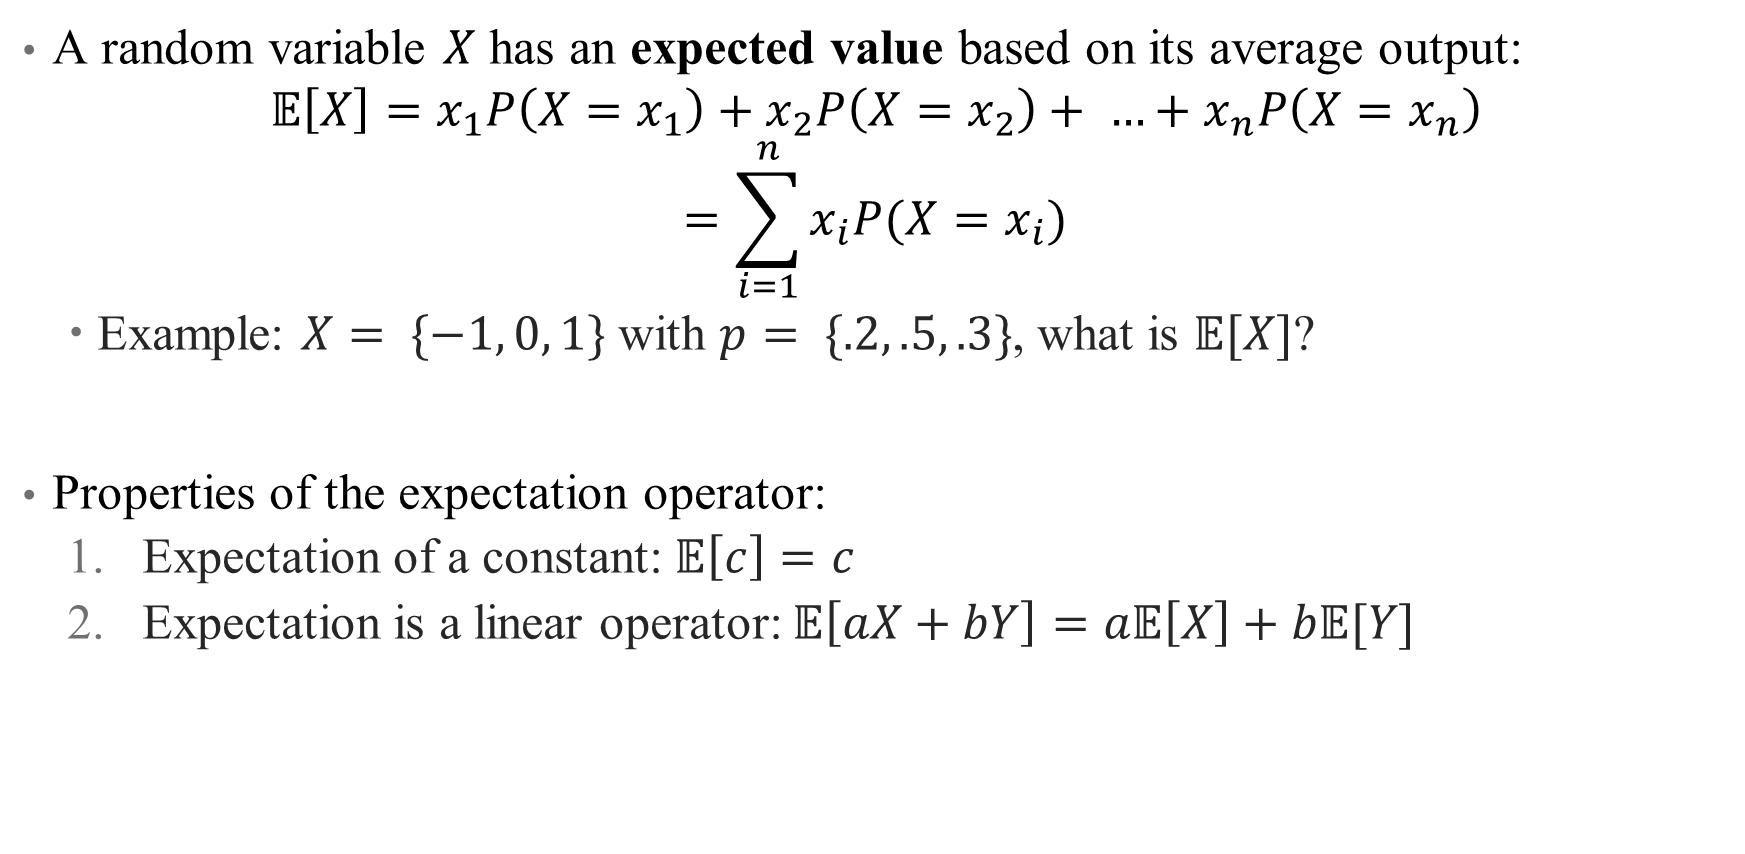 • A random variable X has an expected value based on its average output:
𝔼[X] = x₁P(X = x₁) + x₂P(X = x₂) + … + xₙP(X = xₙ)
= ∑ᵢ₌₁ⁿ xᵢP(X = xᵢ)
• Example: X = {−1, 0, 1} with p = {.2, .5, .3}, what is 𝔼[X]?
• Properties of the expectation operator:
1. Expectation of a constant: 𝔼[c] = c
2. Expectation is a linear operator: 𝔼[aX + bY] = a𝔼[X] + b𝔼[Y]